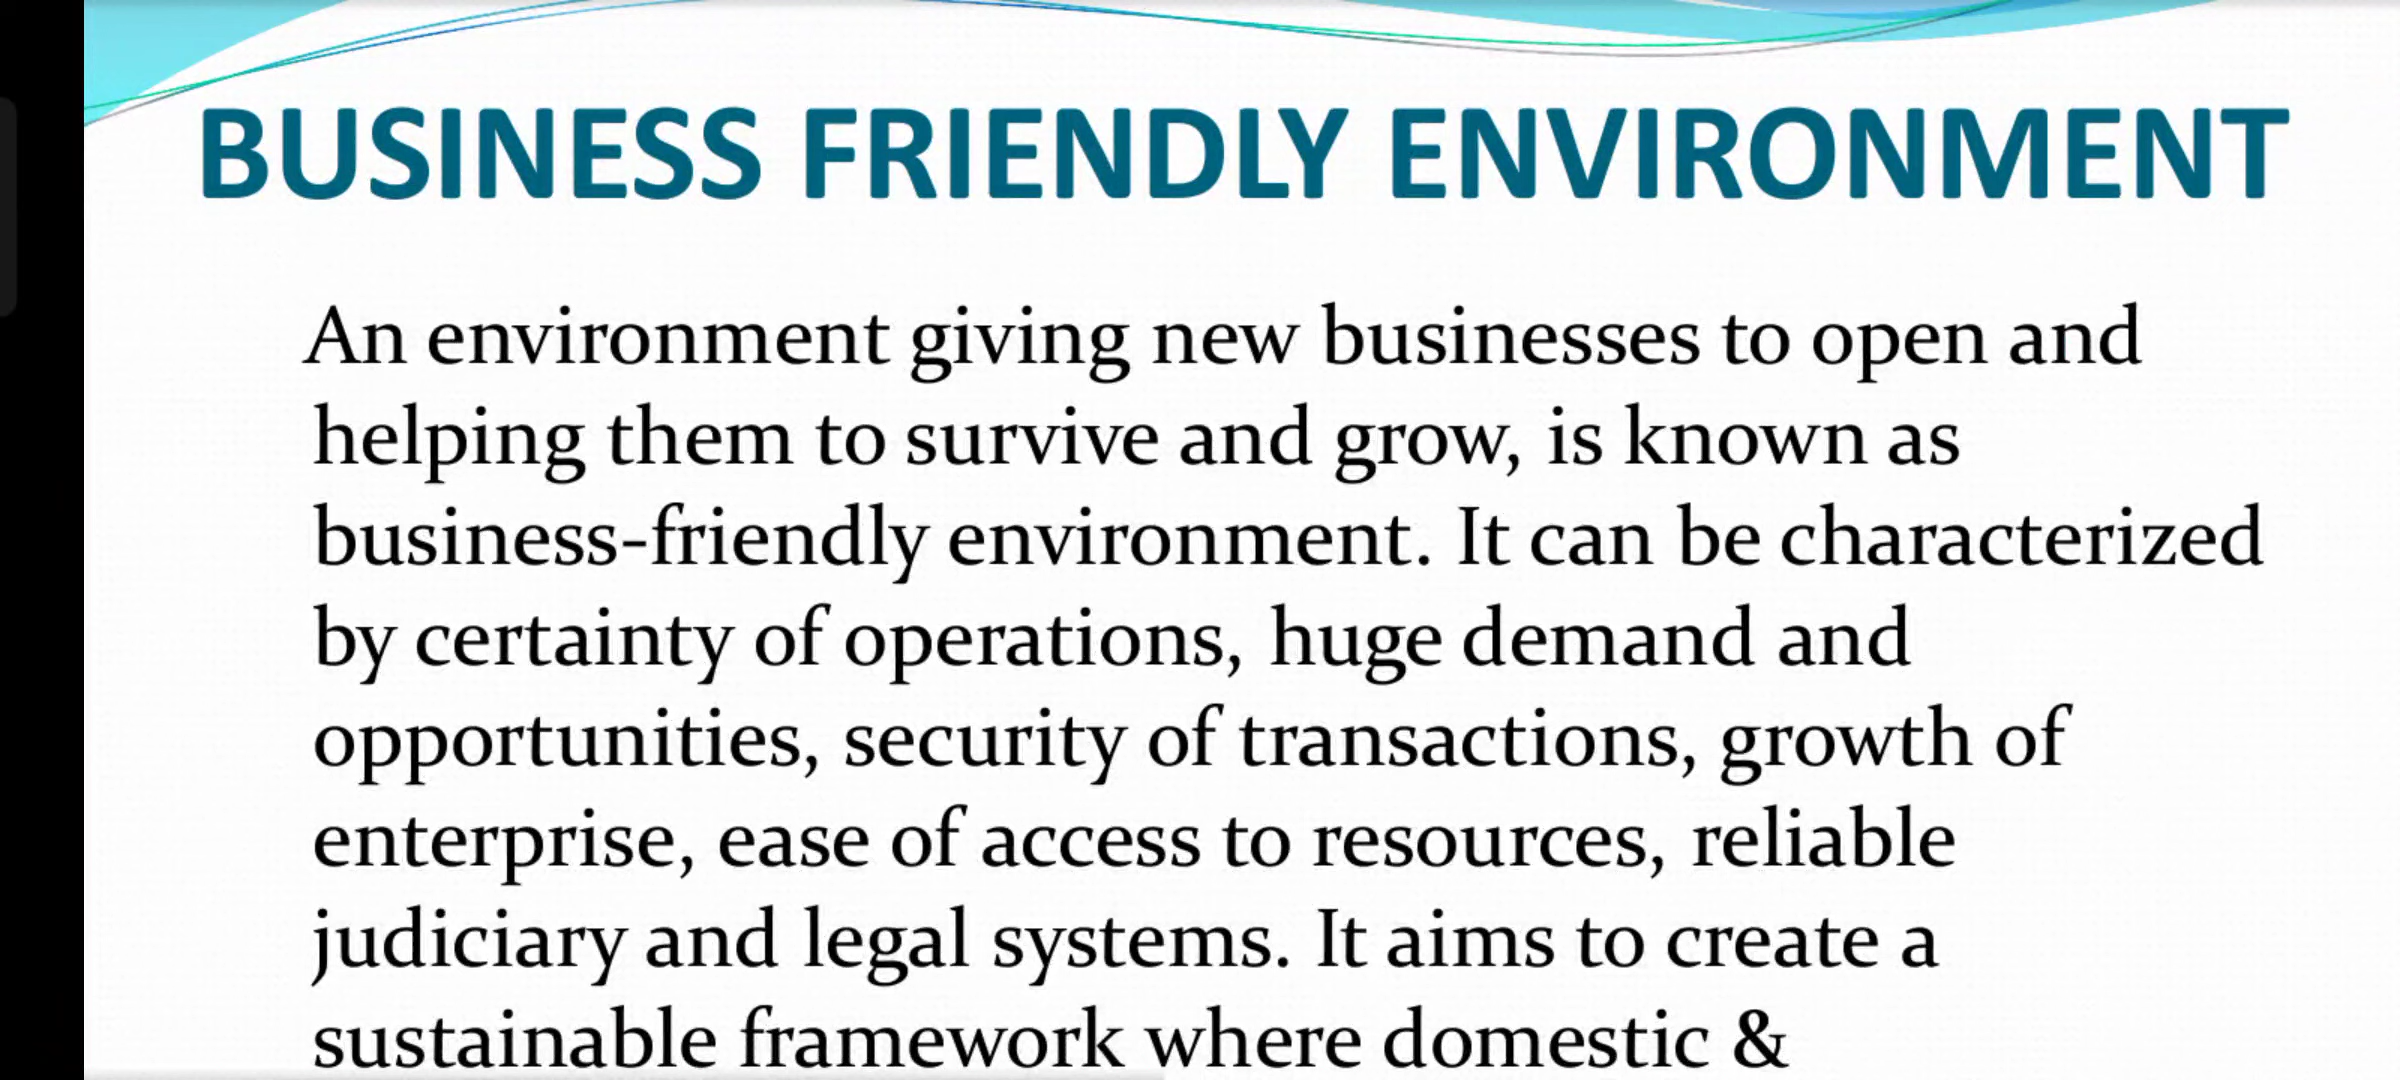 BUSINESS FRIENDLY ENVIRONMENT
An environment giving new businesses to open and
helping them to survive and grow, is known as
business-friendly environment. It can be characterized
by certainty of operations, huge demand and
opportunities, security of transactions, growth of
enterprise, ease of access to resources, reliable
judiciary and legal systems. It aims to create a
sustainable framework where domestic &